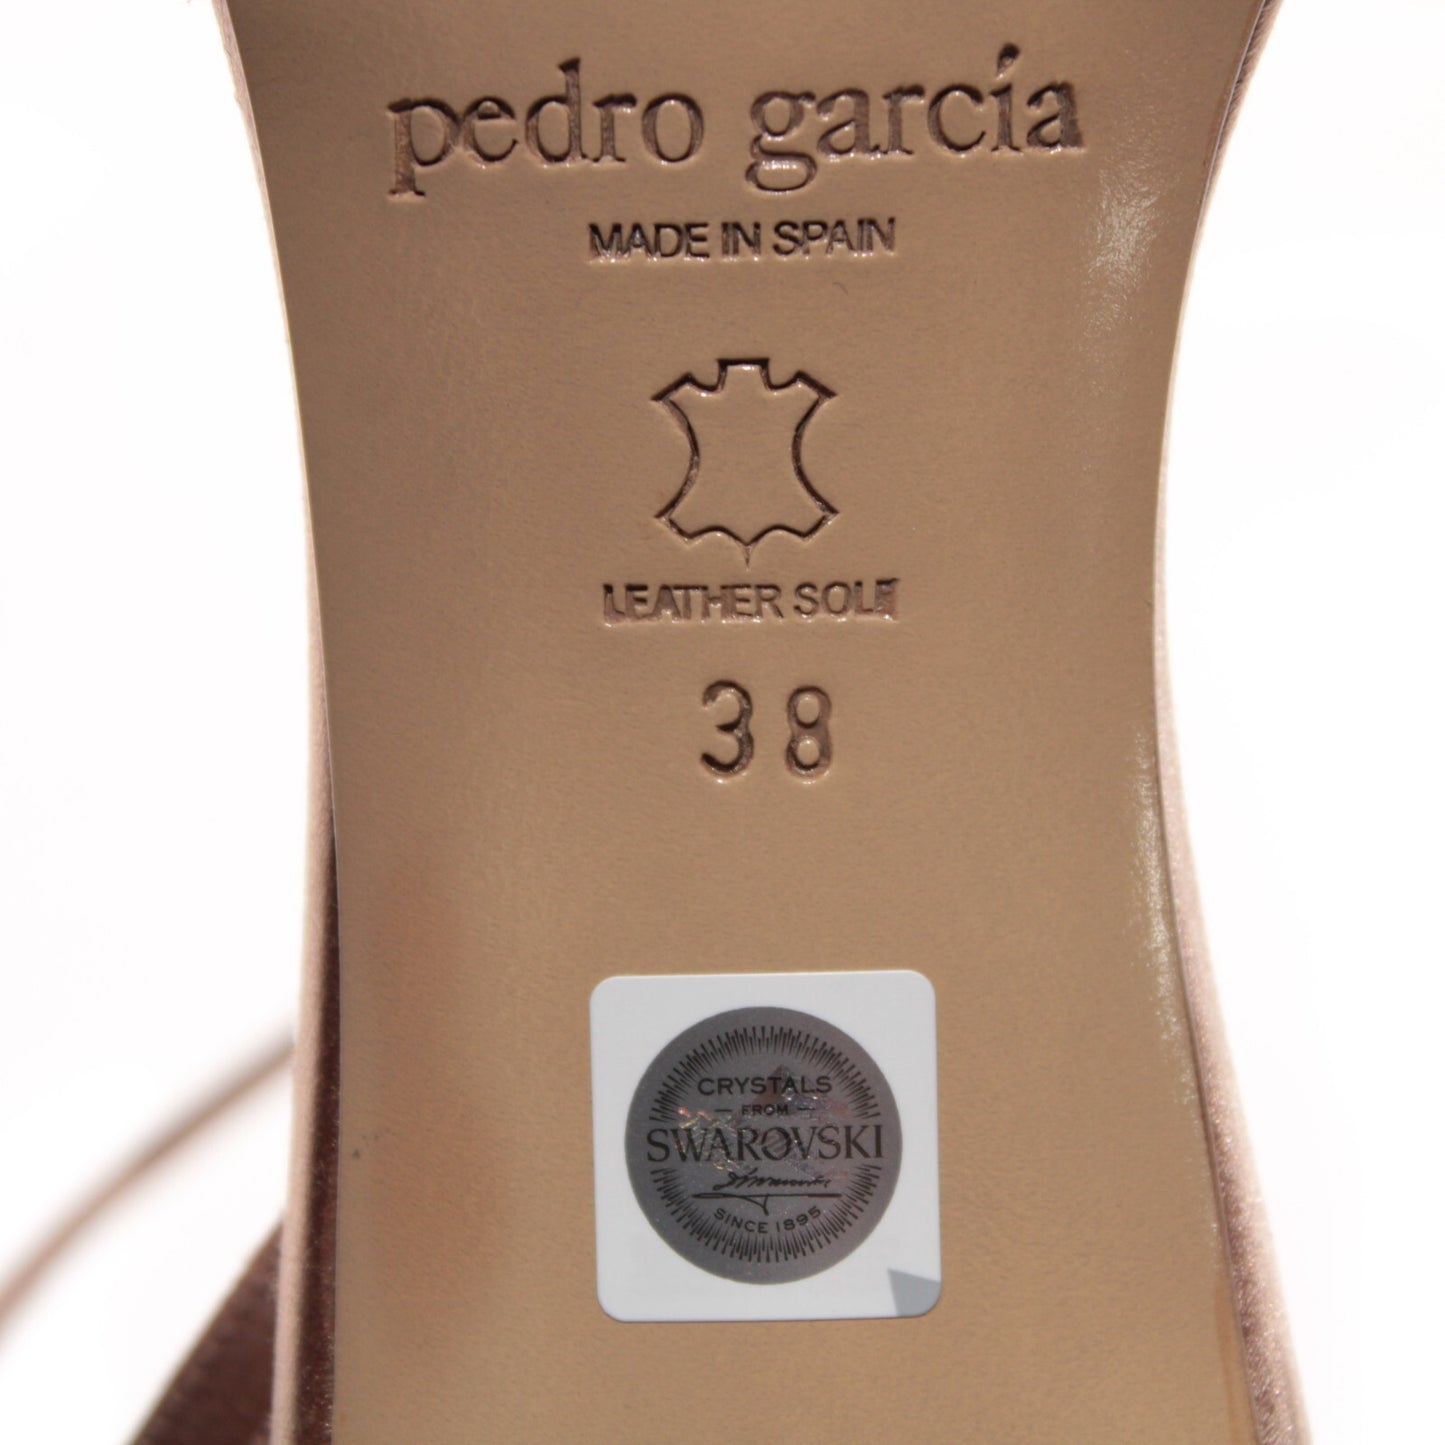 pedro garcía
MADE IN SPAIN
LEATHER SOLE
38
CRYSTALS
FROM
SWAROVSKI
SINCE 1895